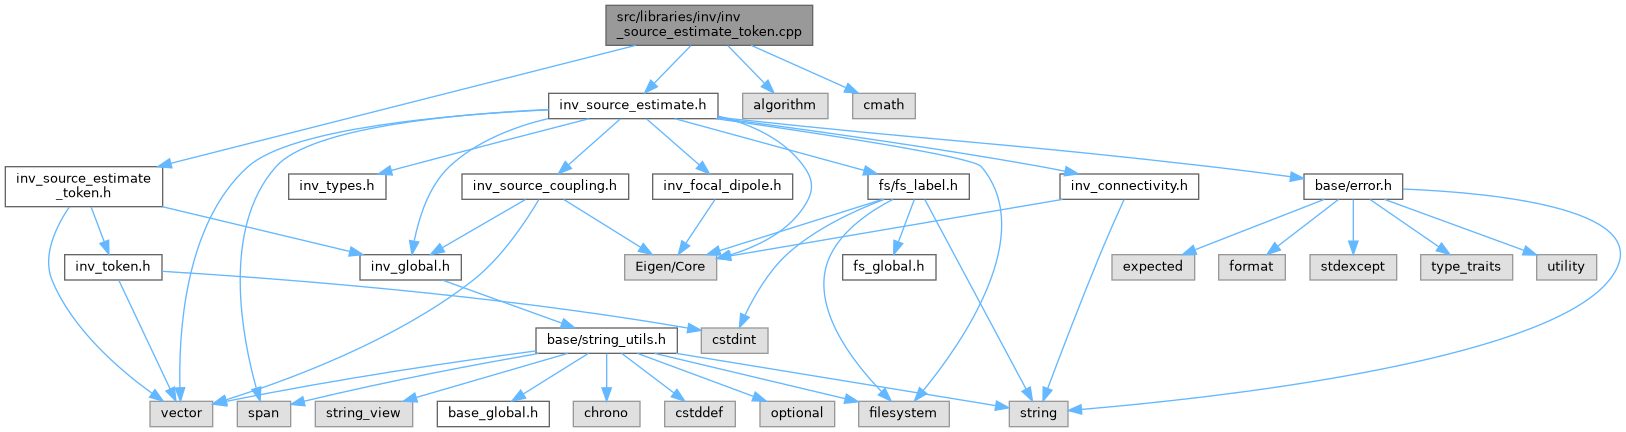 src/libraries/inv/inv
_source_estimate_token.cpp
inv_source_estimate.h
algorithm
cmath
inv_source_estimate
_token.h
inv_types.h
inv_source_coupling.h
inv_focal_dipole.h
fs/fs_label.h
inv_connectivity.h
base/error.h
inv_token.h
inv_global.h
Eigen/Core
fs_global.h
expected
format
stdexcept
type_traits
utility
base/string_utils.h
cstdint
vector
span
string_view
base_global.h
chrono
cstddef
optional
filesystem
string